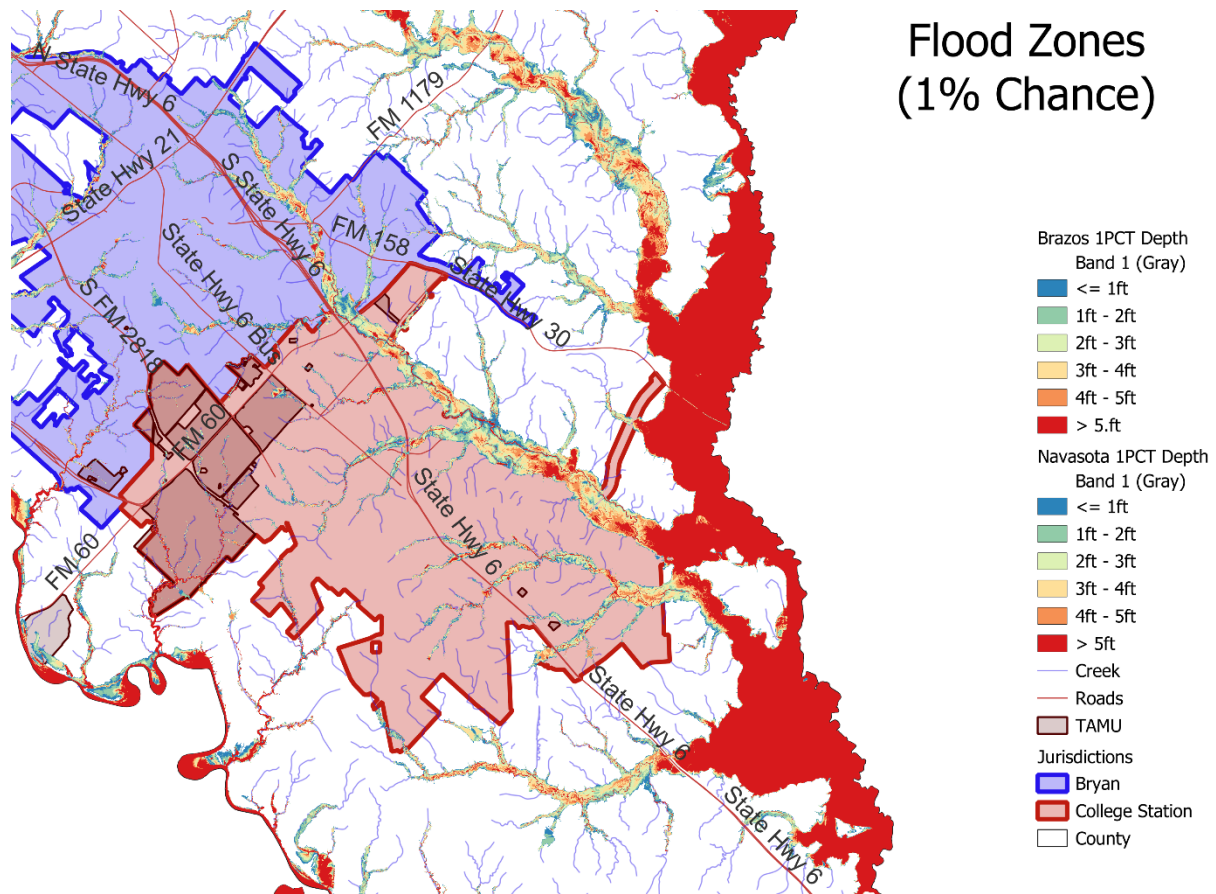 Flood Zones
(1% Chance)
N State Hwy 6
State Hwy 21
FM 1179
S State Hwy 6
FM 158
State Hwy 30
State Hwy 6 Bus
S FM 2818
FM 60
FM 60
State Hwy 6
State Hwy 6
State Hwy 6
Brazos 1PCT Depth
Band 1 (Gray)
<= 1ft
1ft - 2ft
2ft - 3ft
3ft - 4ft
4ft - 5ft
> 5.ft
Navasota 1PCT Depth
Band 1 (Gray)
<= 1ft
1ft - 2ft
2ft - 3ft
3ft - 4ft
4ft - 5ft
> 5ft
Creek
Roads
TAMU
Jurisdictions
Bryan
College Station
County